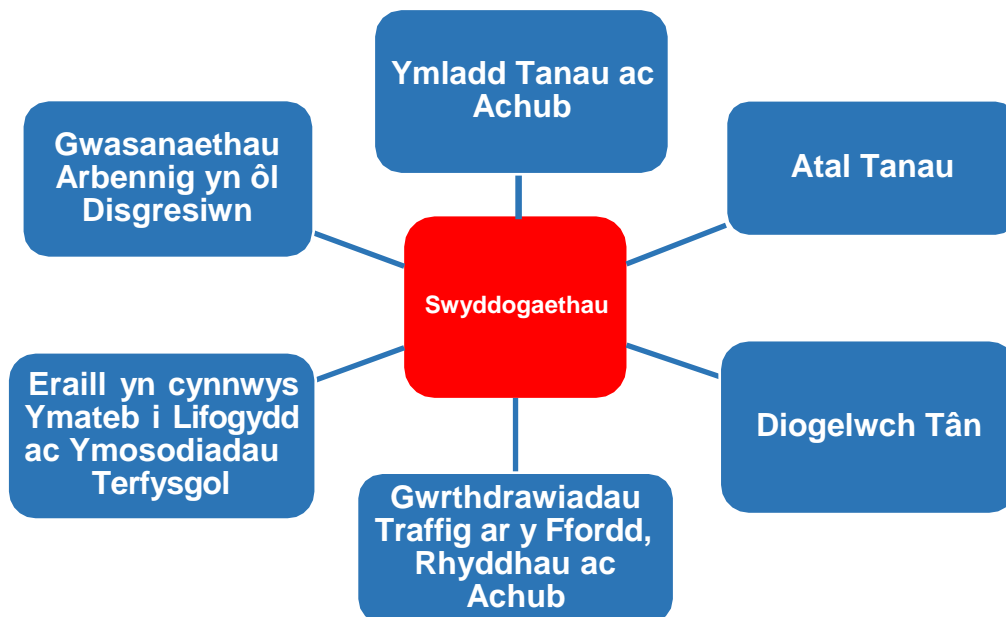 Ymladd Tanau ac
Achub
Atal Tanau
Diogelwch Tân
Gwrthdrawiadau
Traffig ar y Ffordd,
Rhyddhau ac
Achub
Eraill yn cynnwys
Ymateb i Lifogydd
ac Ymosodiadau
Terfysgol
Gwasanaethau
Arbennig yn ôl
Disgresiwn
Swyddogaethau